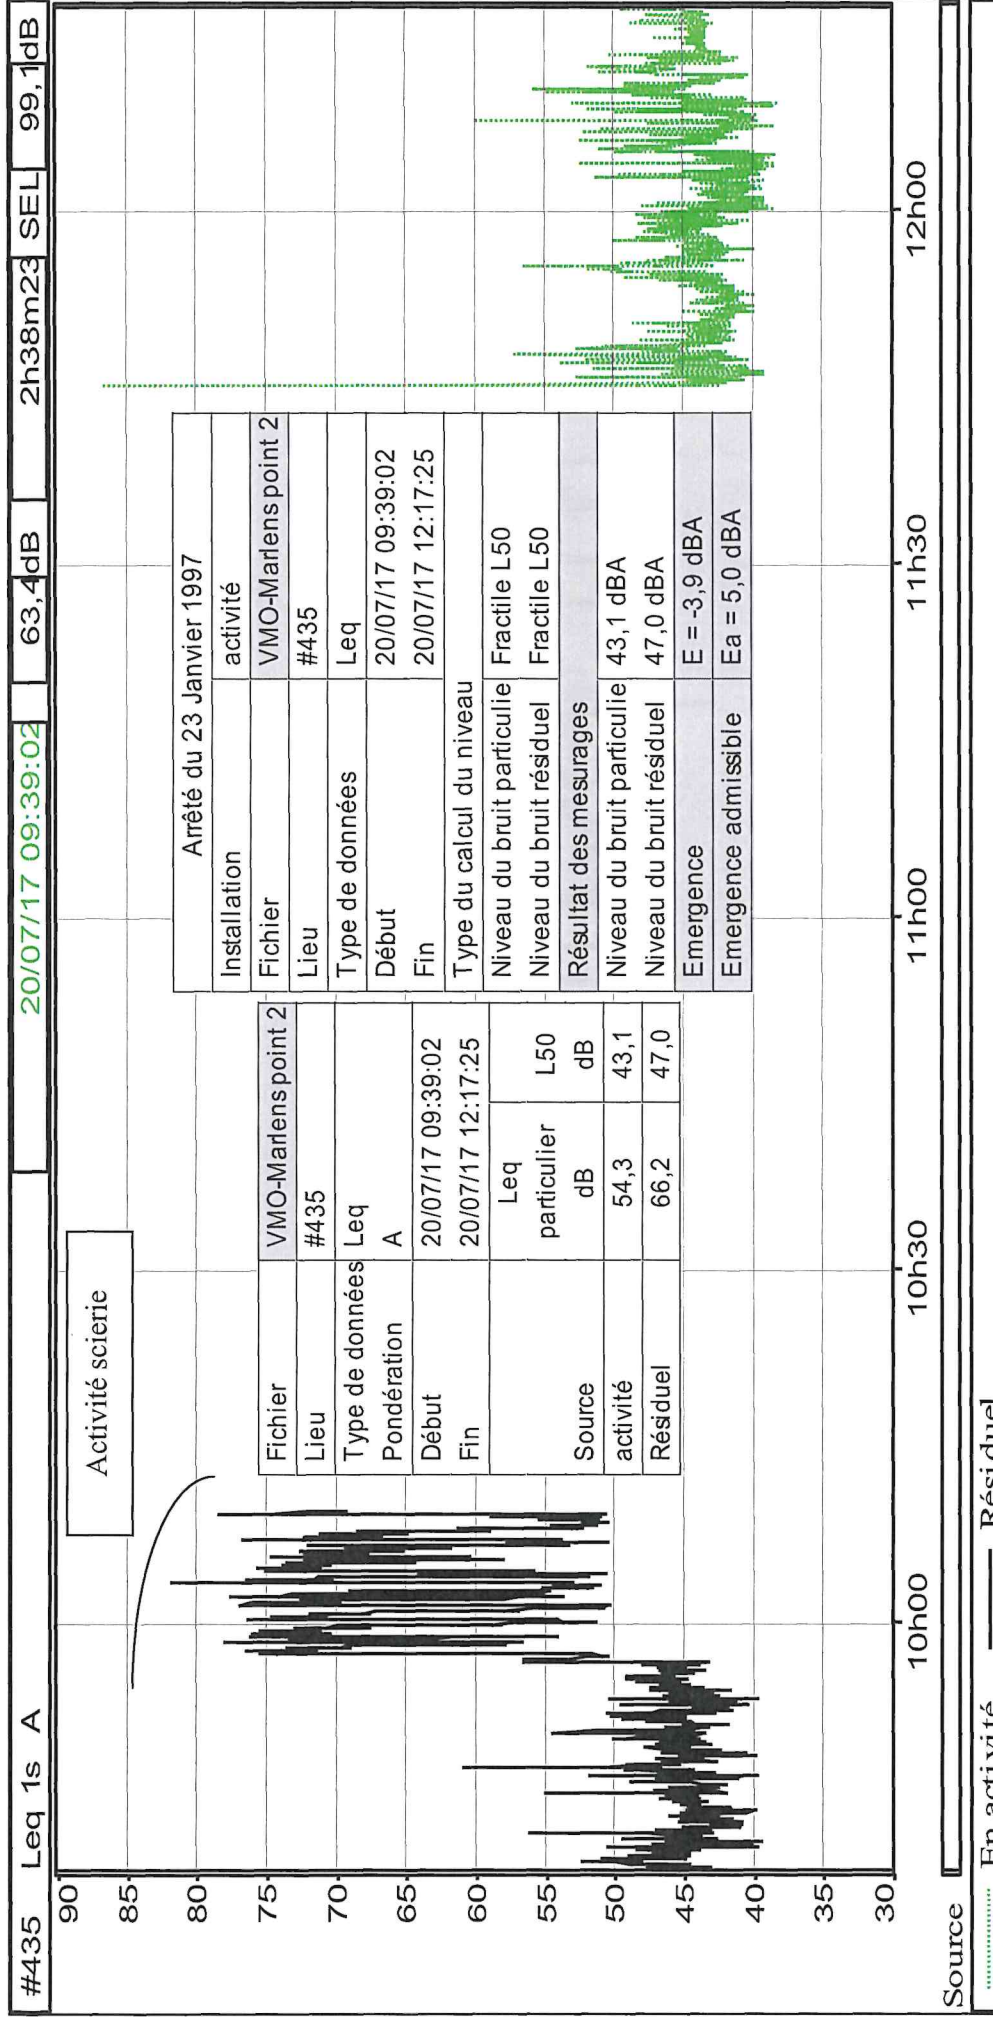 #435 Leq 1s A 20/07/17 09:39:02 63,4dB 2h38m23 SEL 99,1dB
90
85
80
75
70
65
60
55
50
45
40
35
30
Activité scierie
Fichier VMO-Marlens point 2
Lieu #435
Type de données Leq
Pondération A
Début 20/07/17 09:39:02
Fin 20/07/17 12:17:25
Leq
particulier L50
Source dB dB
activité 54,3 43,1
Résiduel 66,2 47,0
Arrêté du 23 Janvier 1997
Installation activité
Fichier VMO-Marlens point 2
Lieu #435
Type de données Leq
Début 20/07/17 09:39:02
Fin 20/07/17 12:17:25
Type du calcul du niveau
Niveau du bruit particulie Fractile L50
Niveau du bruit résiduel Fractile L50
Résultat des mesurages
Niveau du bruit particulie 43,1 dBA
Niveau du bruit résiduel 47,0 dBA
Emergence E = -3,9 dBA
Emergence admissible Ea = 5,0 dBA
10h00 10h30 11h00 11h30 12h00
Source
En activité Résiduel